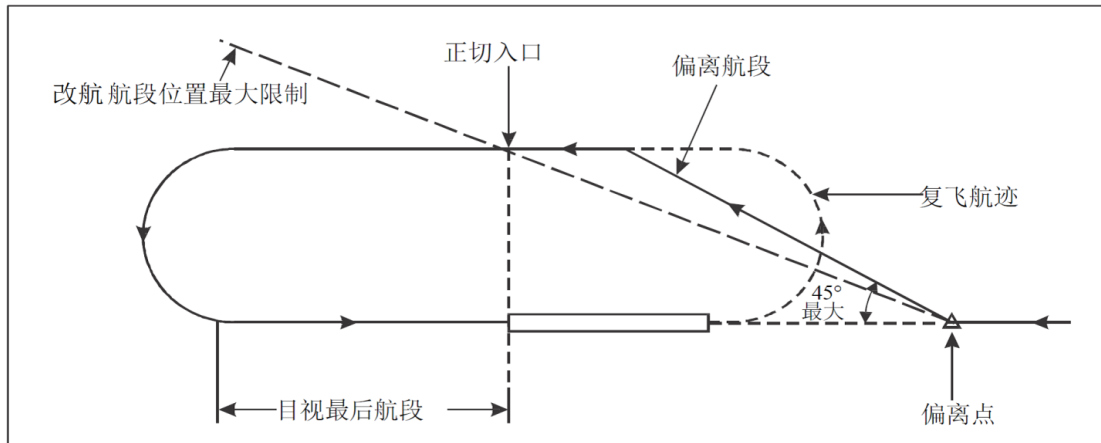 正切入口
偏离航段
改航 航段位置最大限制
复飞航迹
45°
最大
目视最后航段
偏离点